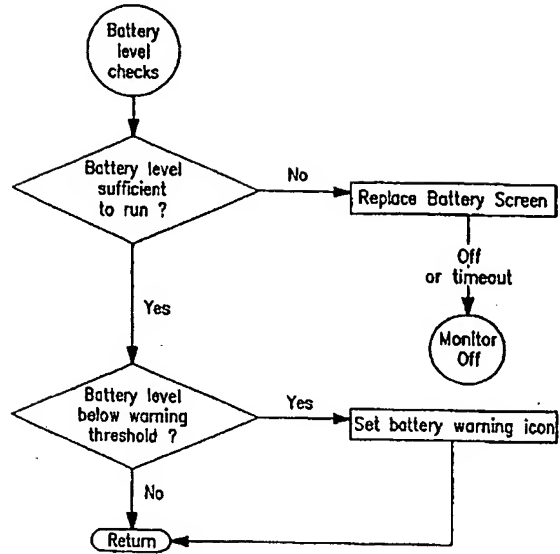 Battery
level
checks
Battery level
sufficient
to run ?
No
Replace Battery Screen
Off
or timeout
Yes
Monitor
Off
Battery level
below warning
threshold ?
Yes
Set battery warning icon
No
Return